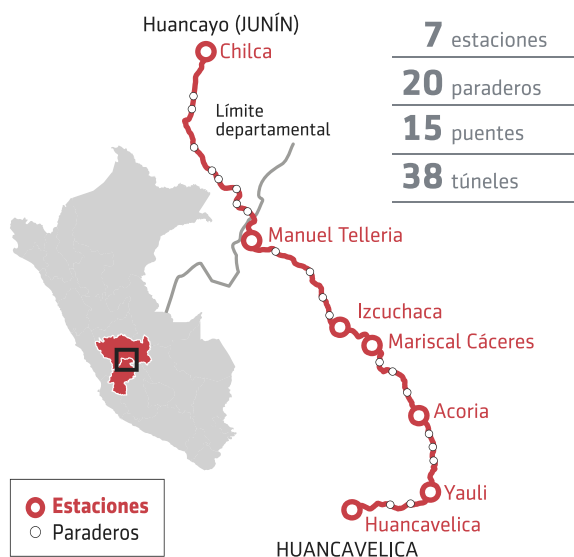 Huancayo (JUNÍN)
Chilca
7 estaciones
20 paraderos
15 puentes
38 túneles
Límite
departamental
Manuel Telleria
Izcuchaca
Mariscal Cáceres
Acoria
Yauli
Huancavelica
HUANCAVELICA
Estaciones
Paraderos